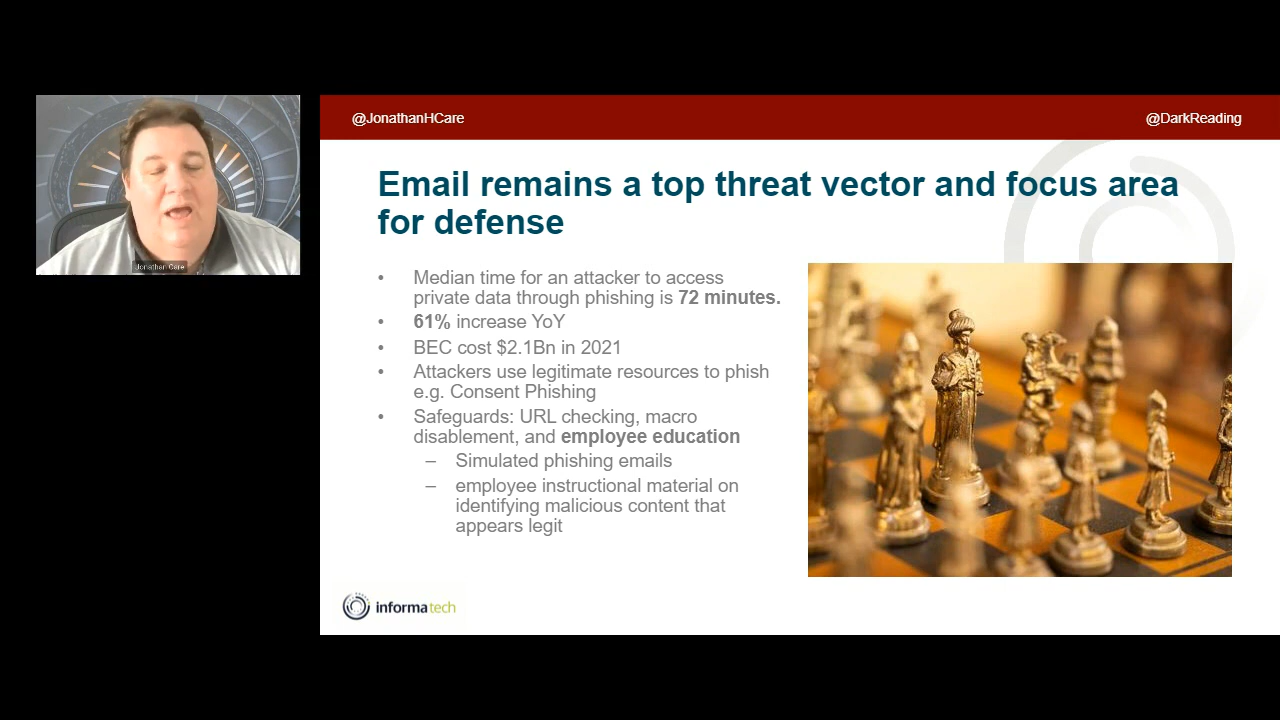 @JonathanHCare
@DarkReading
Email remains a top threat vector and focus area
for defense
• Median time for an attacker to access
private data through phishing is 72 minutes.
• 61% increase YoY
• BEC cost $2.1Bn in 2021
• Attackers use legitimate resources to phish
e.g. Consent Phishing
• Safeguards: URL checking, macro
disablement, and employee education
– Simulated phishing emails
– employee instructional material on
identifying malicious content that
appears legit
Jonathan Care
informatech